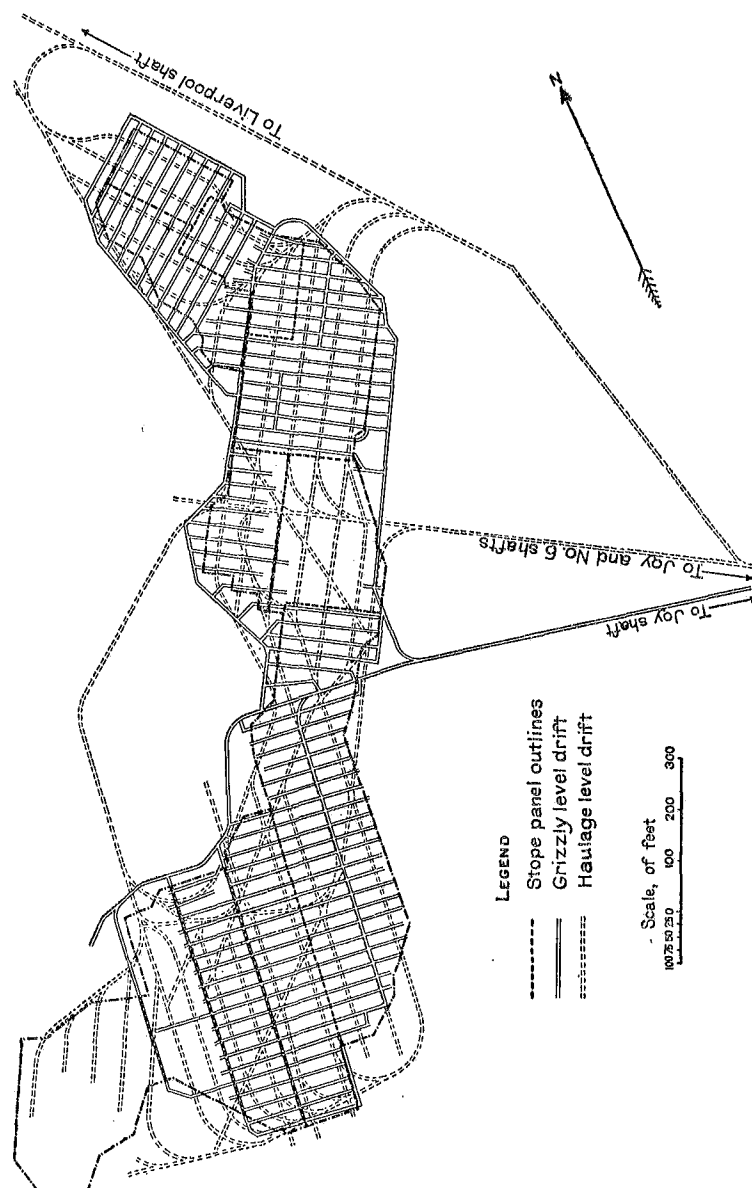 To Liverpool shaft
N
To Joy and No.6 shafts
To Joy shaft
LEGEND
Stope panel outlines
Grizzly level drift
Haulage level drift
Scale, of feet
100 75 50 25 0 100 200 300